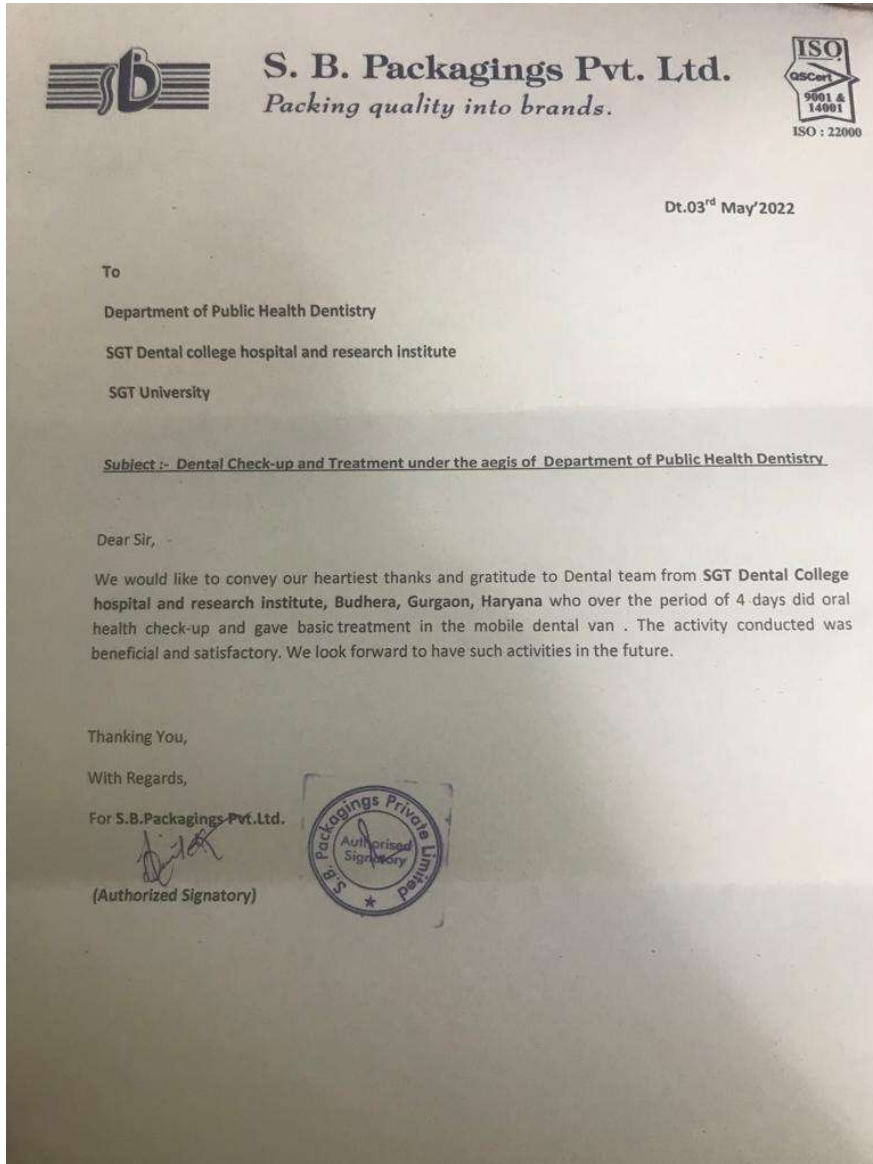 SB
S. B. Packagings Pvt. Ltd.
Packing quality into brands.
ISO
QSCert
9001 &
14001
ISO : 22000
Dt.03rd May'2022
To
Department of Public Health Dentistry
SGT Dental college hospital and research institute
SGT University
Subject :- Dental Check-up and Treatment under the aegis of Department of Public Health Dentistry
Dear Sir,
We would like to convey our heartiest thanks and gratitude to Dental team from SGT Dental College
hospital and research institute, Budhera, Gurgaon, Haryana who over the period of 4 days did oral
health check-up and gave basic treatment in the mobile dental van . The activity conducted was
beneficial and satisfactory. We look forward to have such activities in the future.
Thanking You,
With Regards,
For S.B.Packagings Pvt.Ltd.
(Authorized Signatory)
S.B. Packagings Private Limited
Authorised
Signatory